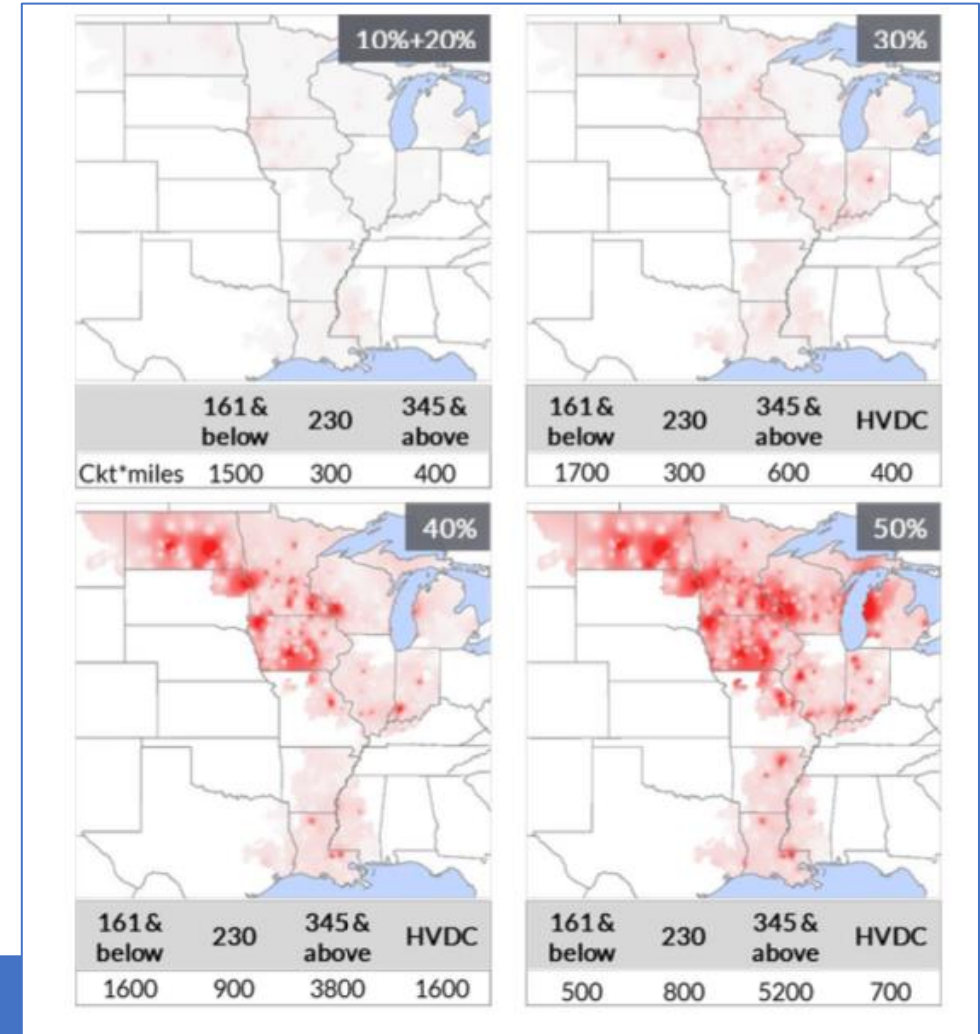 10%+20%
161 &
below
230
345 &
above
Ckt*miles 1500 300 400
30%
161 &
below
230
345 &
above
HVDC
1700 300 600 400
40%
161 &
below
230
345 &
above
HVDC
1600 900 3800 1600
50%
161 &
below
230
345 &
above
HVDC
500 800 5200 700